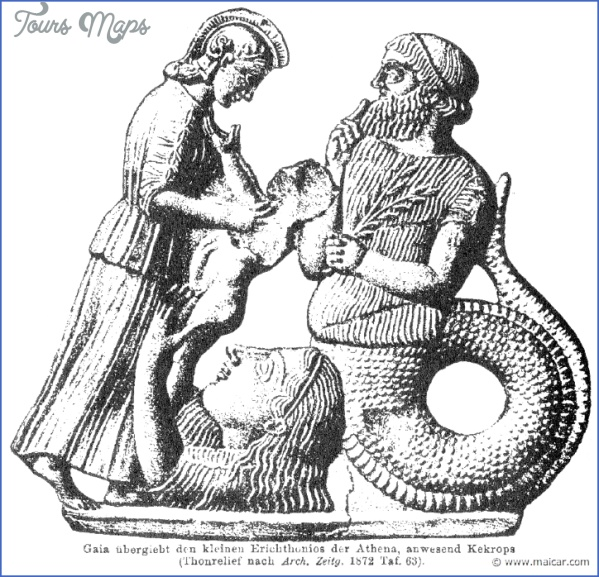 Tours Maps
Gaia übergiebt den kleinen Erichthonios der Athena, anwesend Kekrops
(Thonrelief nach Arch. Zeitg. 1872 Taf. 63).
© www.maicar.com